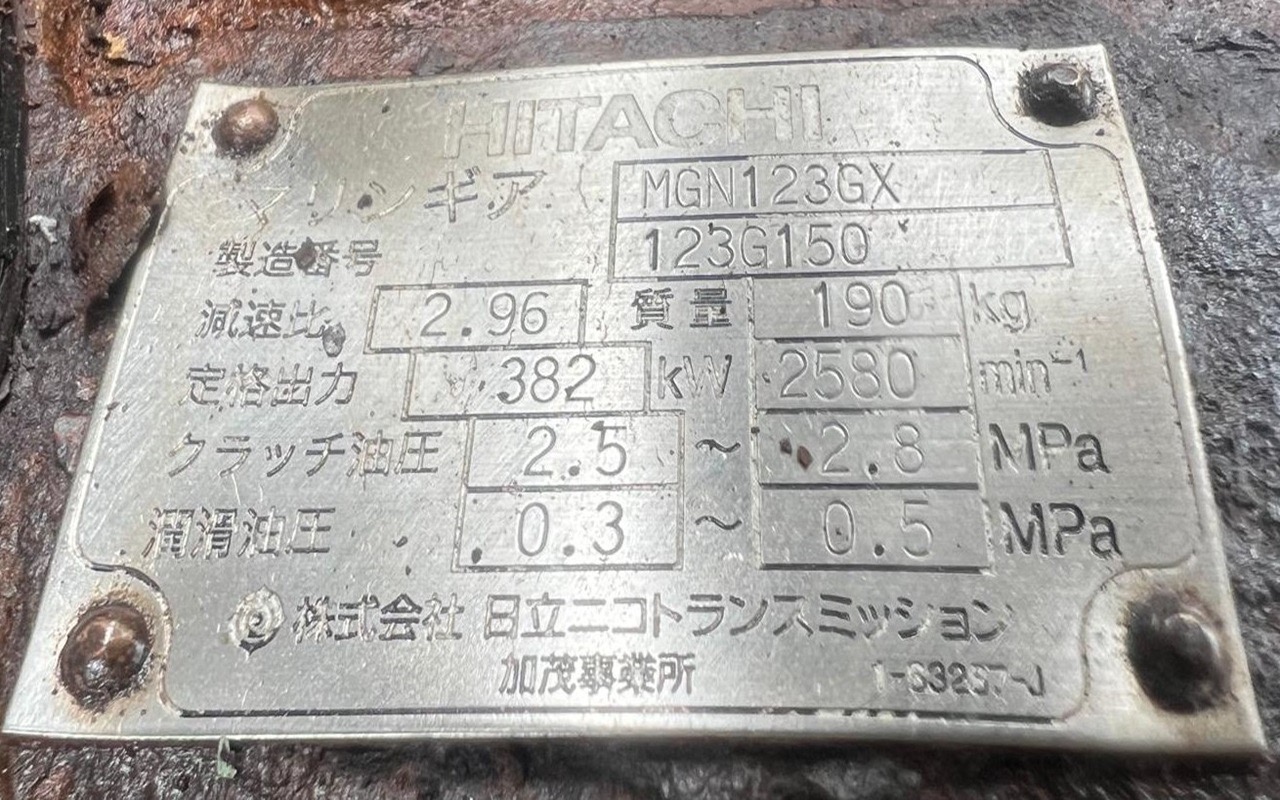 HITACHI
マリンギア MGN123GX
製造番号 123G150
減速比 2.96 質量 190 kg
定格出力 382 kW 2580 min⁻¹
クラッチ油圧 2.5 ～ 2.8 MPa
潤滑油圧 0.3 ～ 0.5 MPa
株式会社 日立ニコトランスミッション
加茂事業所